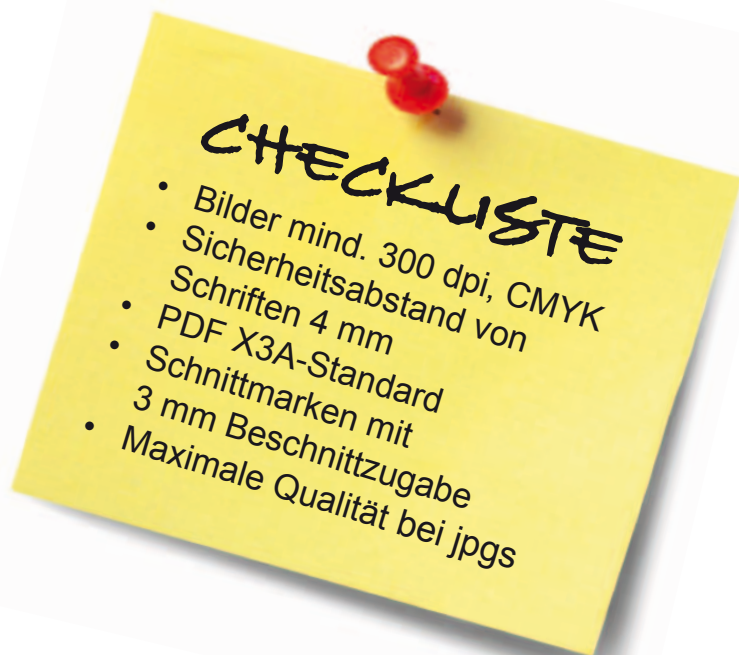 CHECKLISTE
• Bilder mind. 300 dpi, CMYK
• Sicherheitsabstand von
Schriften 4 mm
• PDF X3A-Standard
• Schnittmarken mit
3 mm Beschnittzugabe
• Maximale Qualität bei jpgs